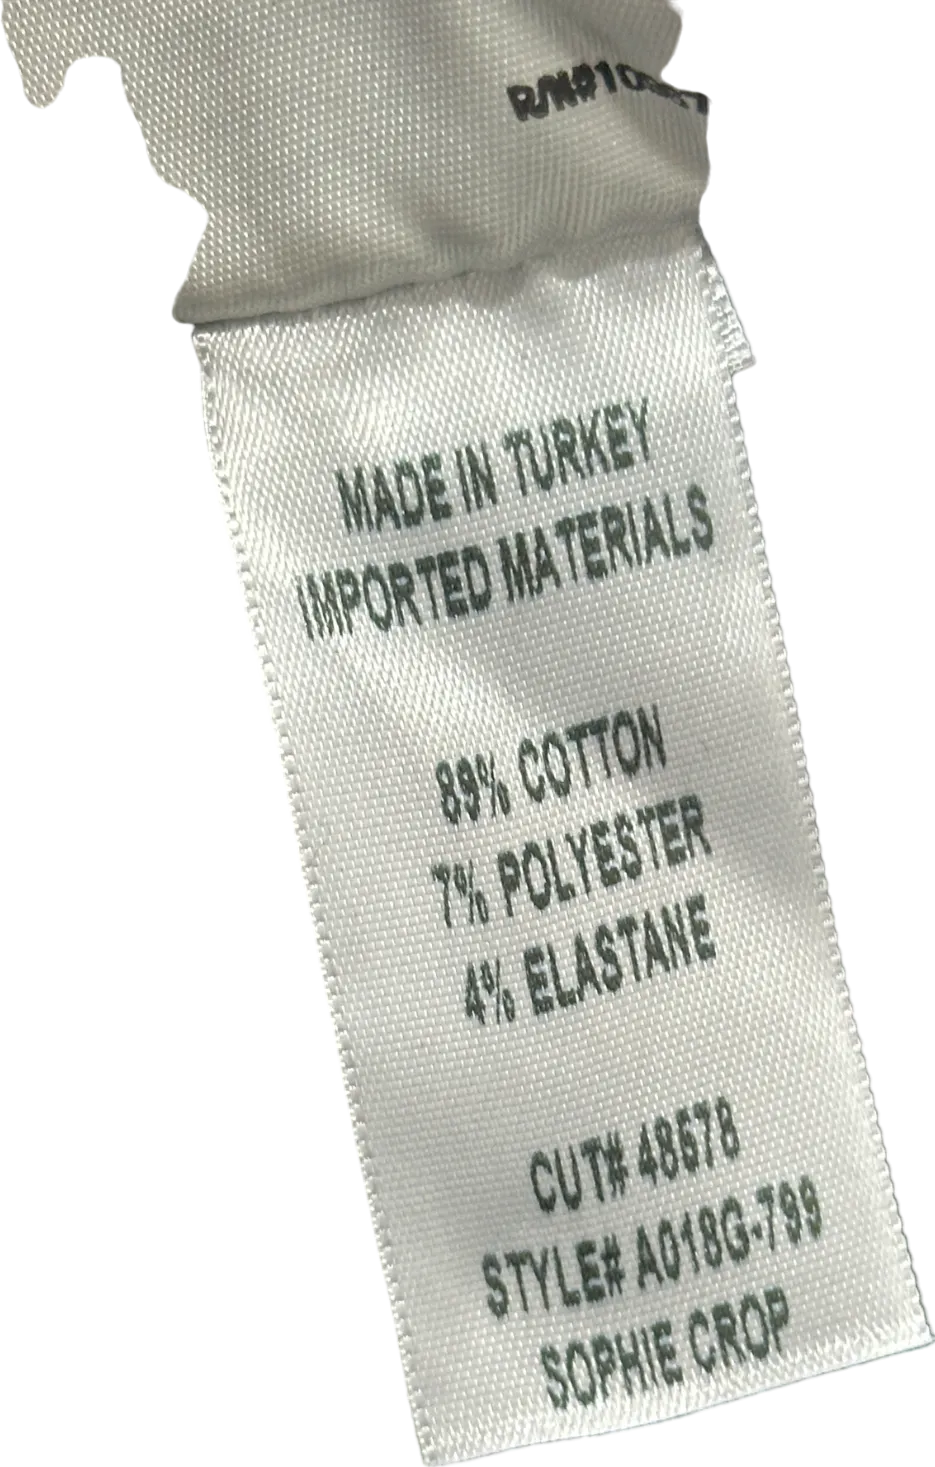 MADE IN TURKEY
IMPORTED MATERIALS
89% COTTON
7% POLYESTER
4% ELASTANE
CUT# 48678
STYLE# A018G-799
SOPHIE CROP